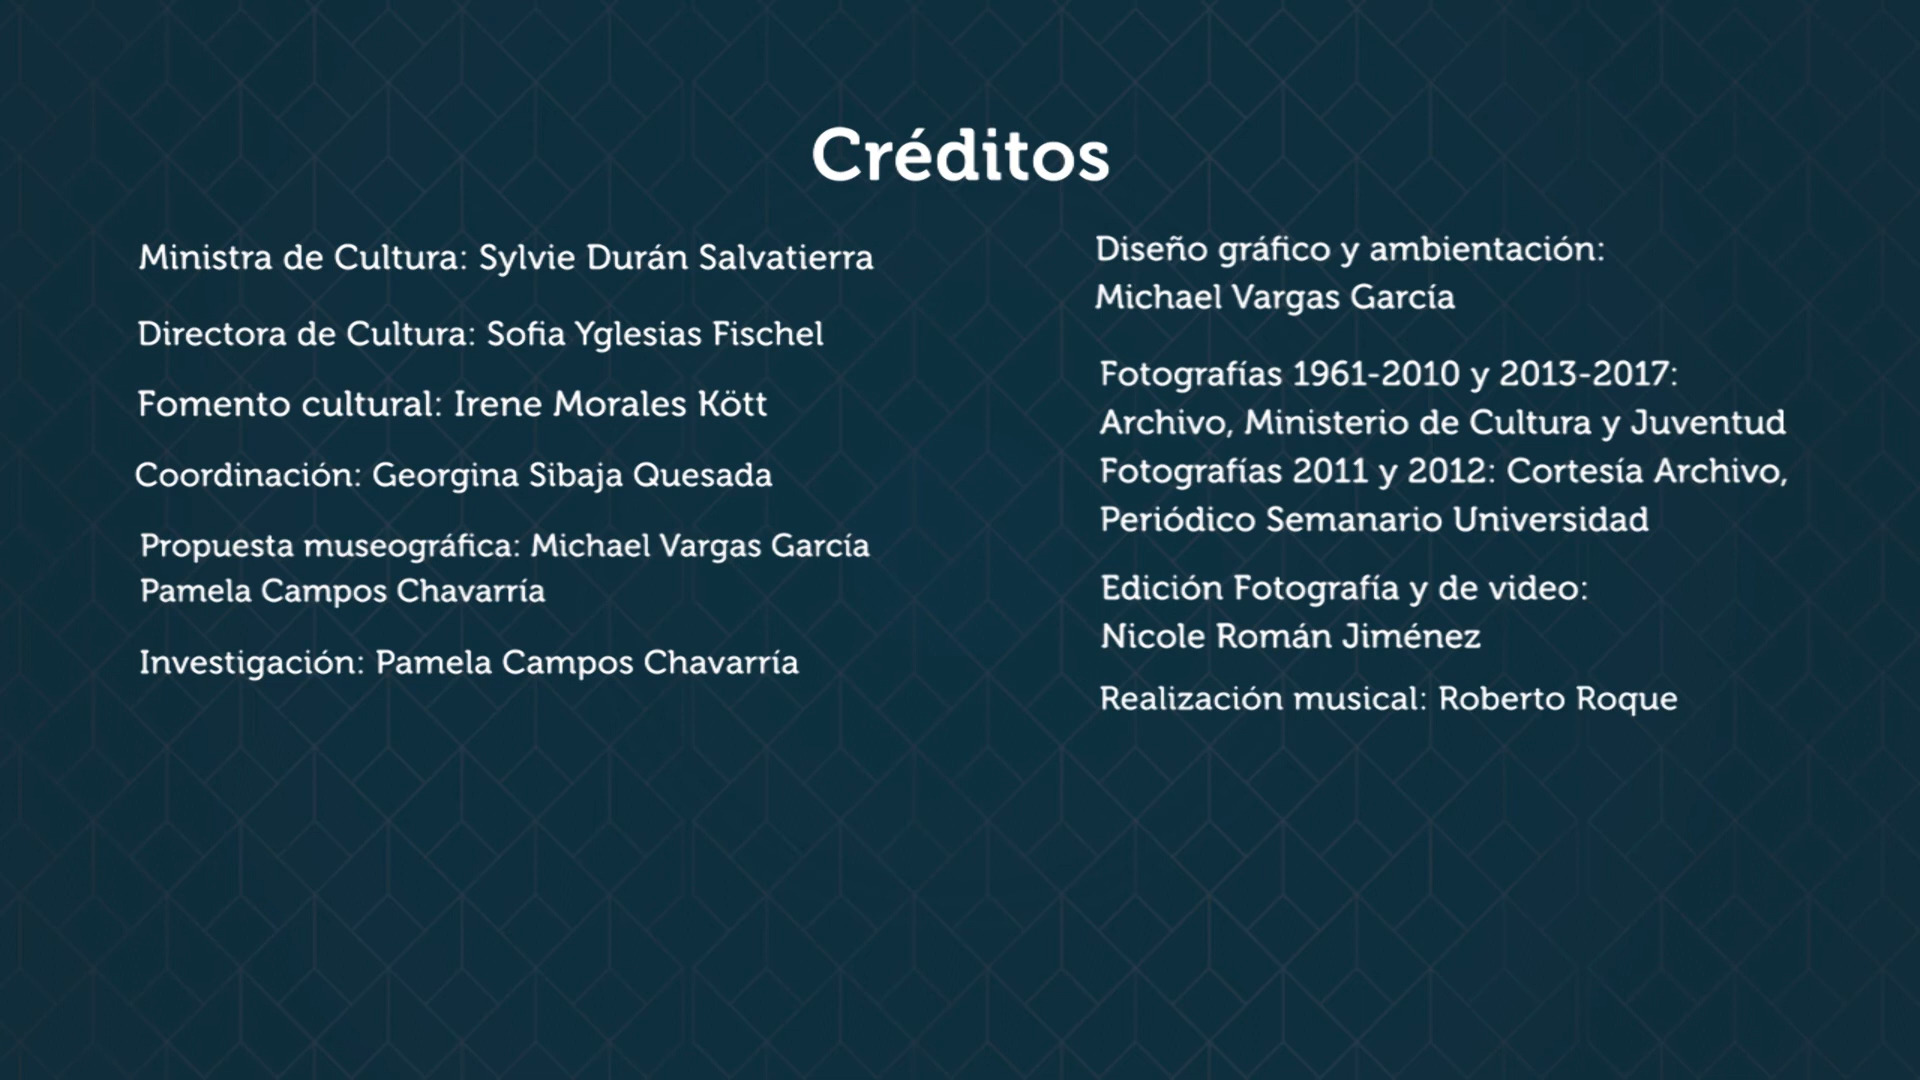 Créditos
Ministra de Cultura: Sylvie Durán Salvatierra
Directora de Cultura: Sofia Yglesias Fischel
Fomento cultural: Irene Morales Kött
Coordinación: Georgina Sibaja Quesada
Propuesta museográfica: Michael Vargas García
Pamela Campos Chavarría
Investigación: Pamela Campos Chavarría
Diseño gráfico y ambientación:
Michael Vargas García
Fotografías 1961-2010 y 2013-2017:
Archivo, Ministerio de Cultura y Juventud
Fotografías 2011 y 2012: Cortesía Archivo,
Periódico Semanario Universidad
Edición Fotografía y de video:
Nicole Román Jiménez
Realización musical: Roberto Roque